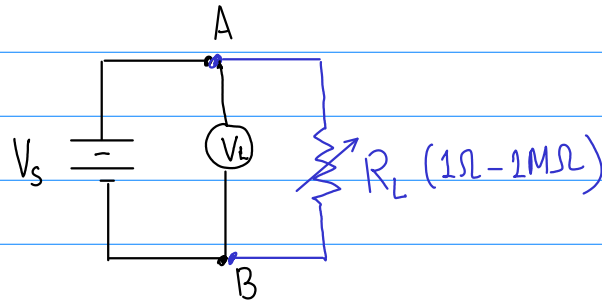 A
Vs
VL
RL (1Ω – 1MΩ)
B